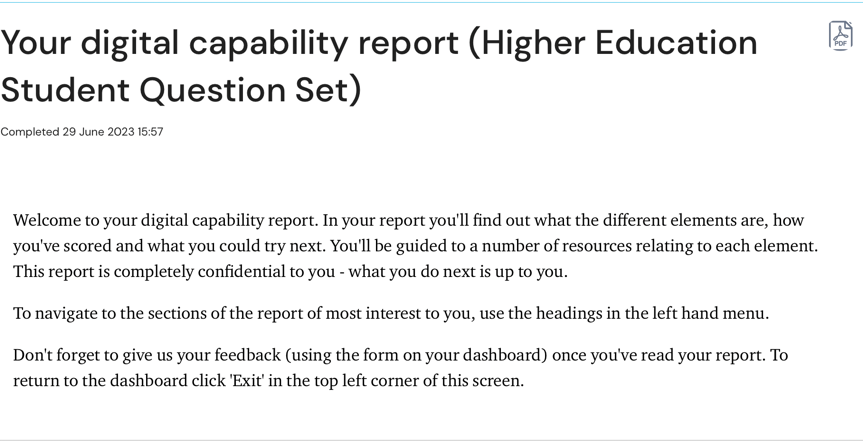 Your digital capability report (Higher Education
PDF
Student Question Set)
Completed 29 June 2023 15:57
Welcome to your digital capability report. In your report you'll find out what the different elements are, how
you've scored and what you could try next. You'll be guided to a number of resources relating to each element.
This report is completely confidential to you - what you do next is up to you.
To navigate to the sections of the report of most interest to you, use the headings in the left hand menu.
Don't forget to give us your feedback (using the form on your dashboard) once you've read your report. To
return to the dashboard click 'Exit' in the top left corner of this screen.